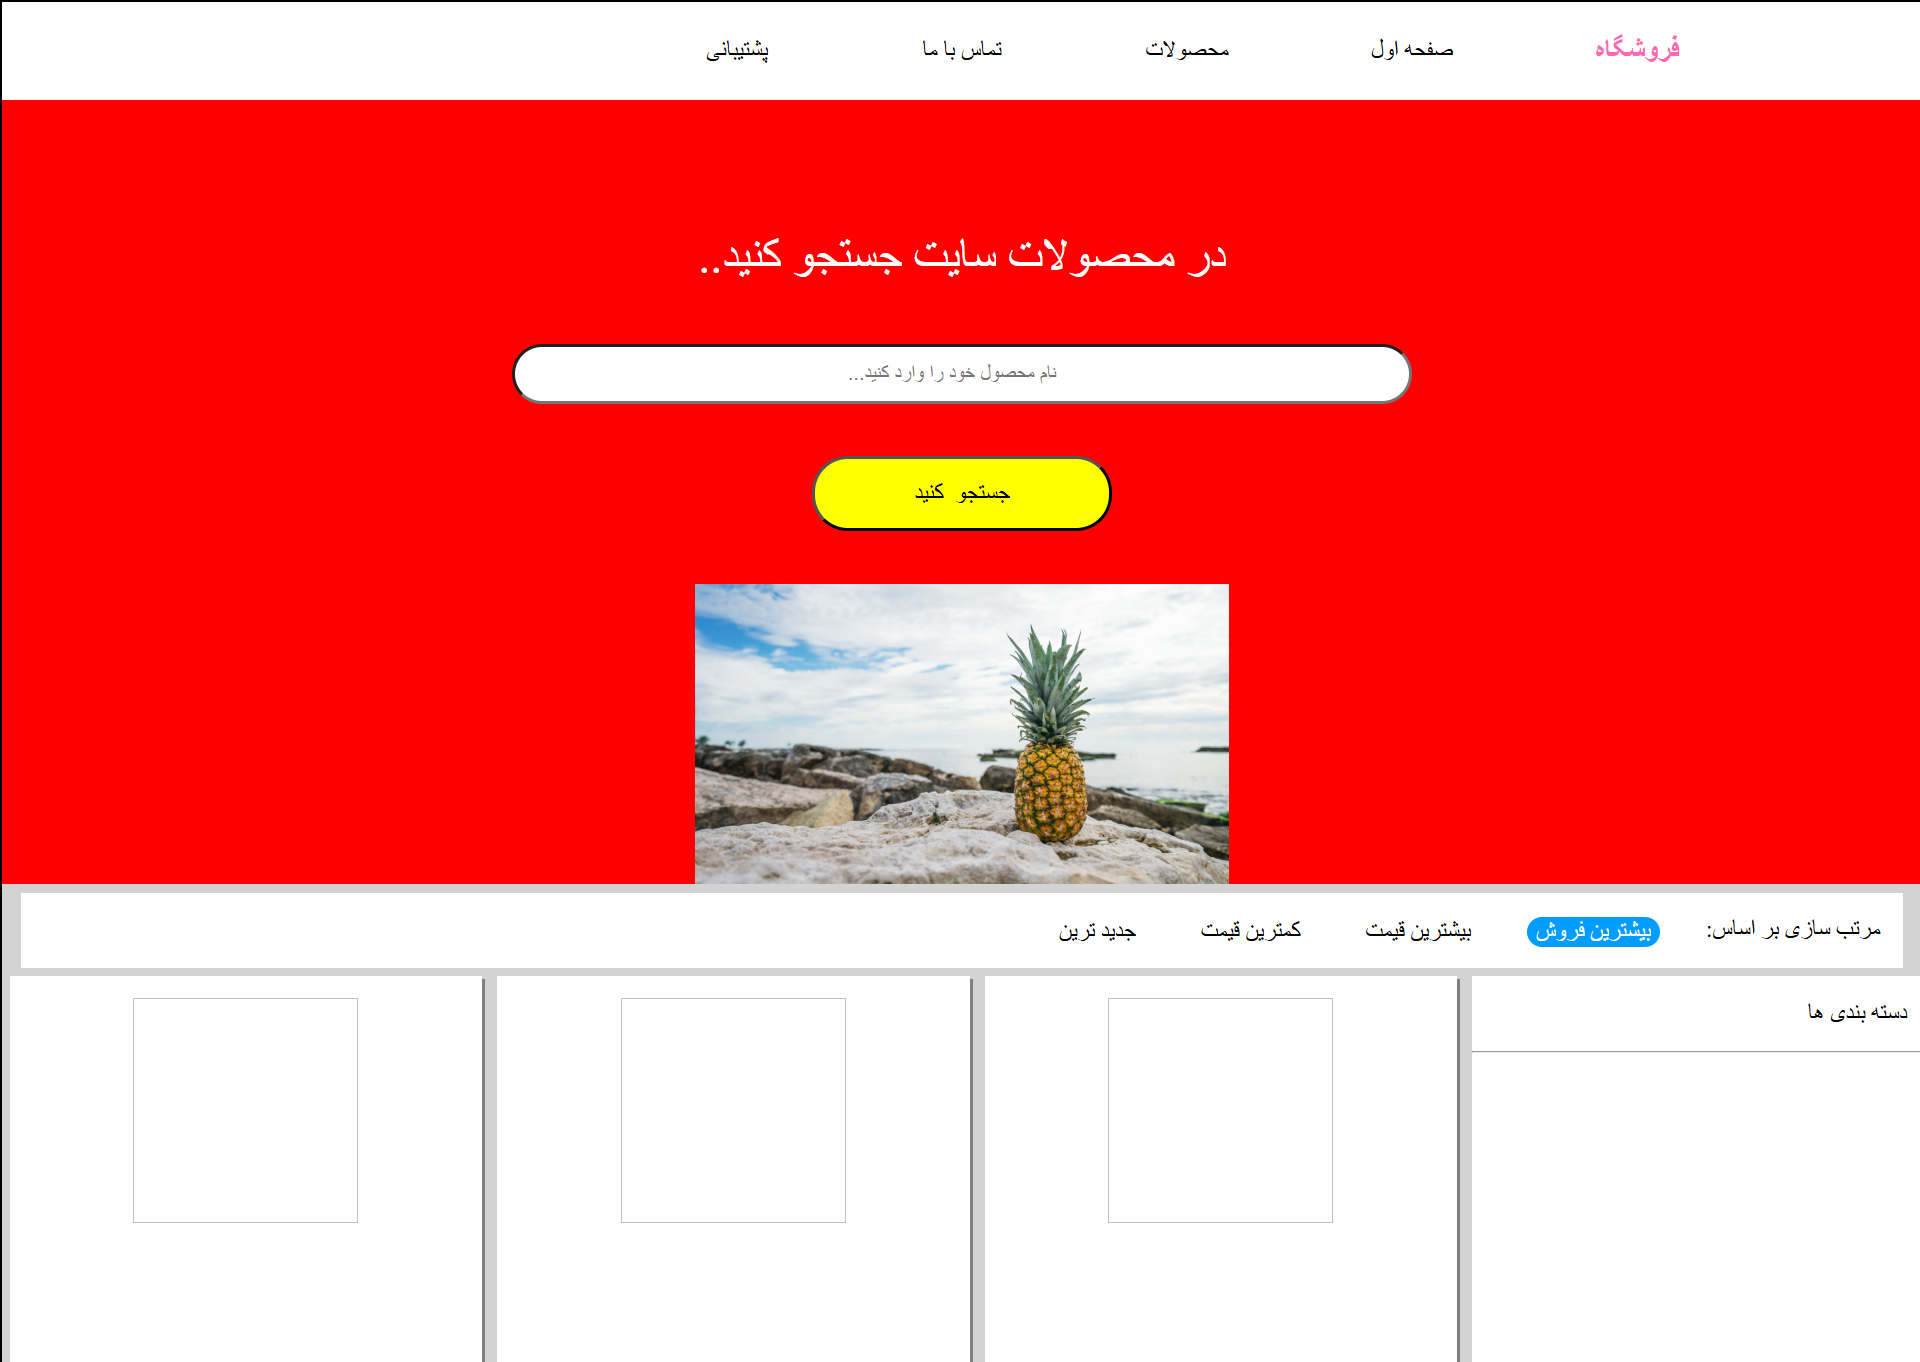 فروشگاه صفحه اول محصولات تماس با ما پشتیبانی
در محصولات سایت جستجو کنید..
نام محصول خود را وارد کنید...
جستجو کنید
مرتب سازی بر اساس: بیشترین فروش بیشترین قیمت کمترین قیمت جدید ترین
دسته بندی ها